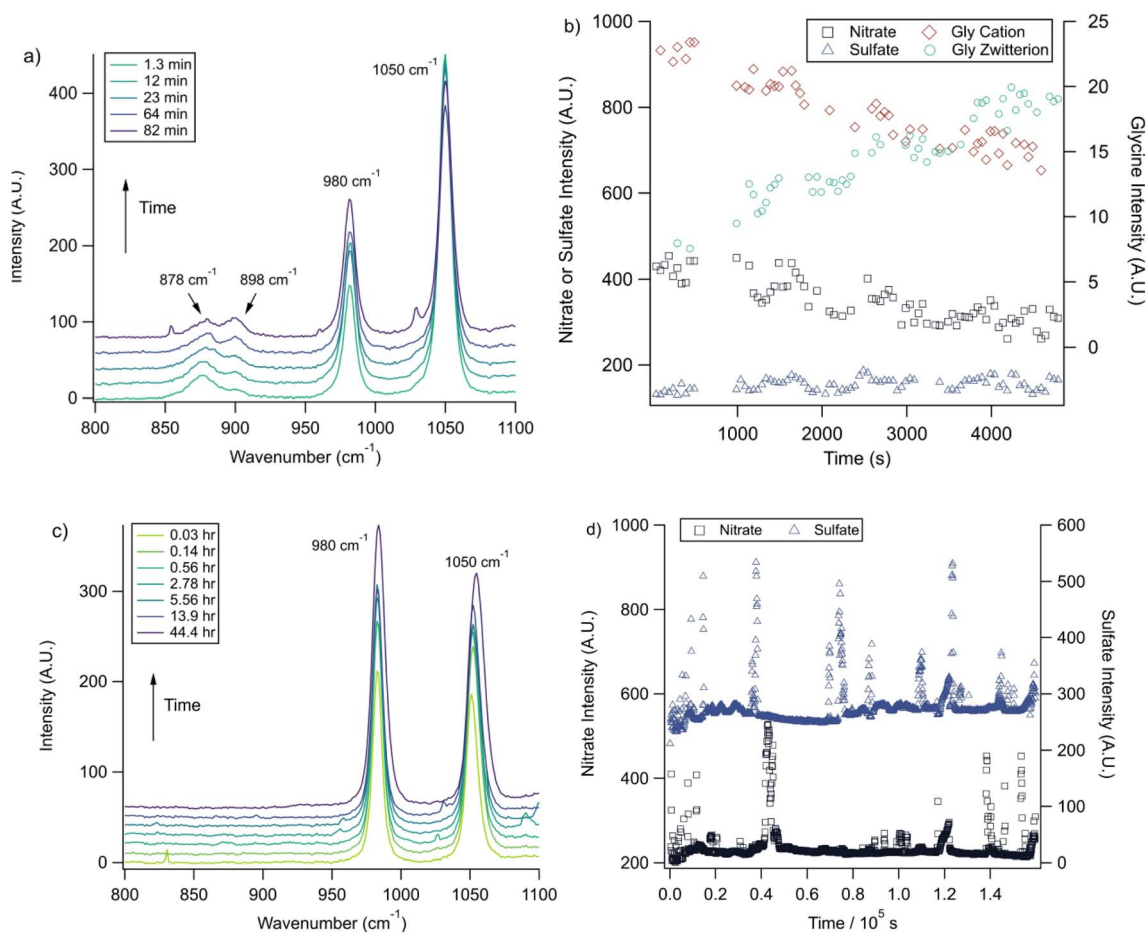 a)
1.3 min
12 min
23 min
64 min
82 min
1050 cm-1
980 cm-1
878 cm-1
898 cm-1
Time
400
300
200
100
0
Intensity (A.U.)
800 850 900 950 1000 1050 1100
Wavenumber (cm-1)
b)
Nitrate Gly Cation
Sulfate Gly Zwitterion
1000
800
600
400
200
Nitrate or Sulfate Intensity (A.U.)
25
20
15
10
5
0
Glycine Intensity (A.U.)
1000 2000 3000 4000
Time (s)
c)
0.03 hr
0.14 hr
0.56 hr
2.78 hr
5.56 hr
13.9 hr
44.4 hr
980 cm-1
1050 cm-1
Time
300
200
100
0
Intensity (A.U.)
800 850 900 950 1000 1050 1100
Wavenumber (cm-1)
d)
Nitrate Sulfate
1000
800
600
400
200
Nitrate Intensity (A.U.)
600
500
400
300
200
100
0
Sulfate Intensity (A.U.)
0.0 0.2 0.4 0.6 0.8 1.0 1.2 1.4
Time / 10^5 s